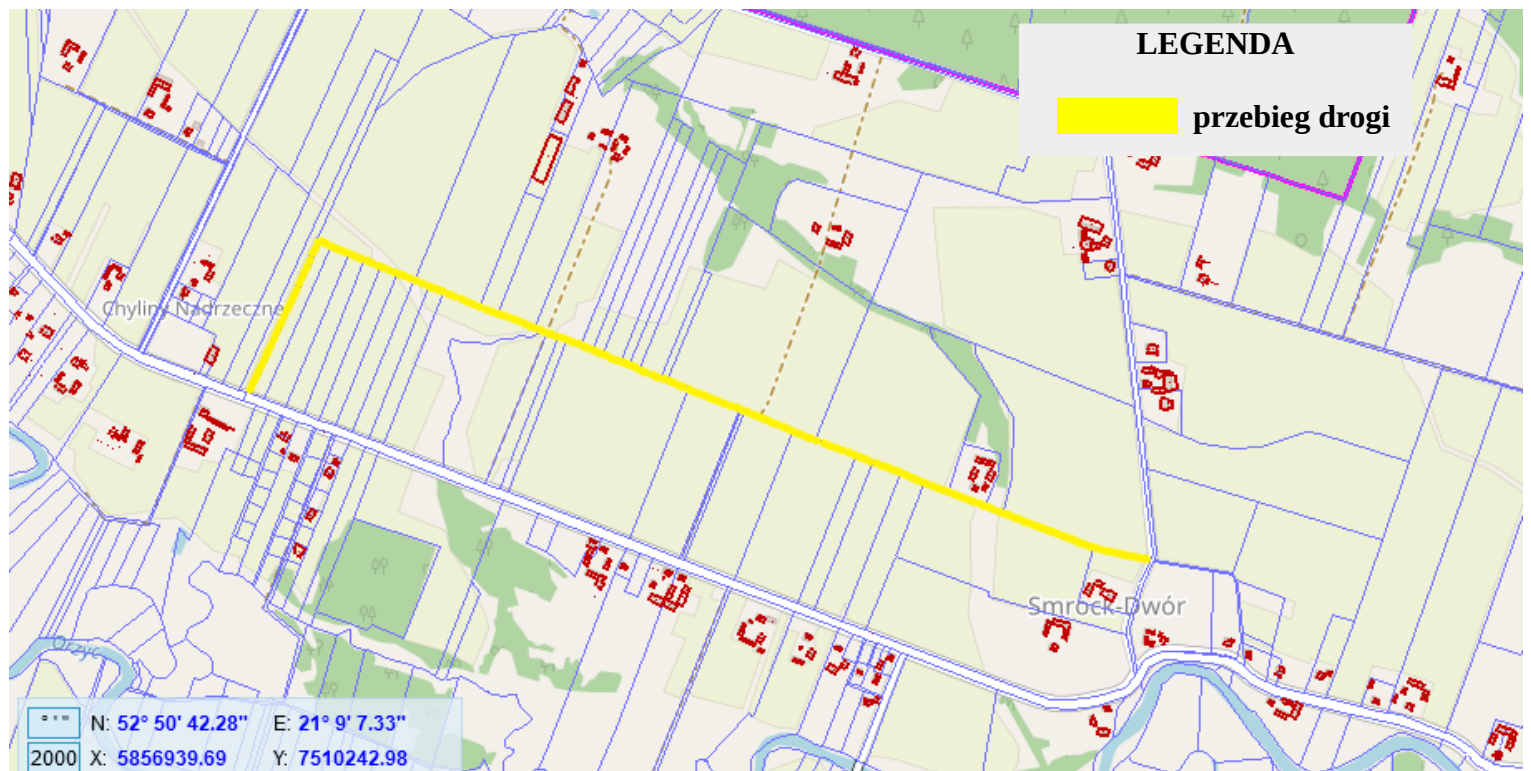 LEGENDA
przebieg drogi
Chyliny Nadrzeczne
Smrock-Dwór
Orzyc
° ' " N: 52° 50' 42.28" E: 21° 9' 7.33"
2000 X: 5856939.69 Y: 7510242.98